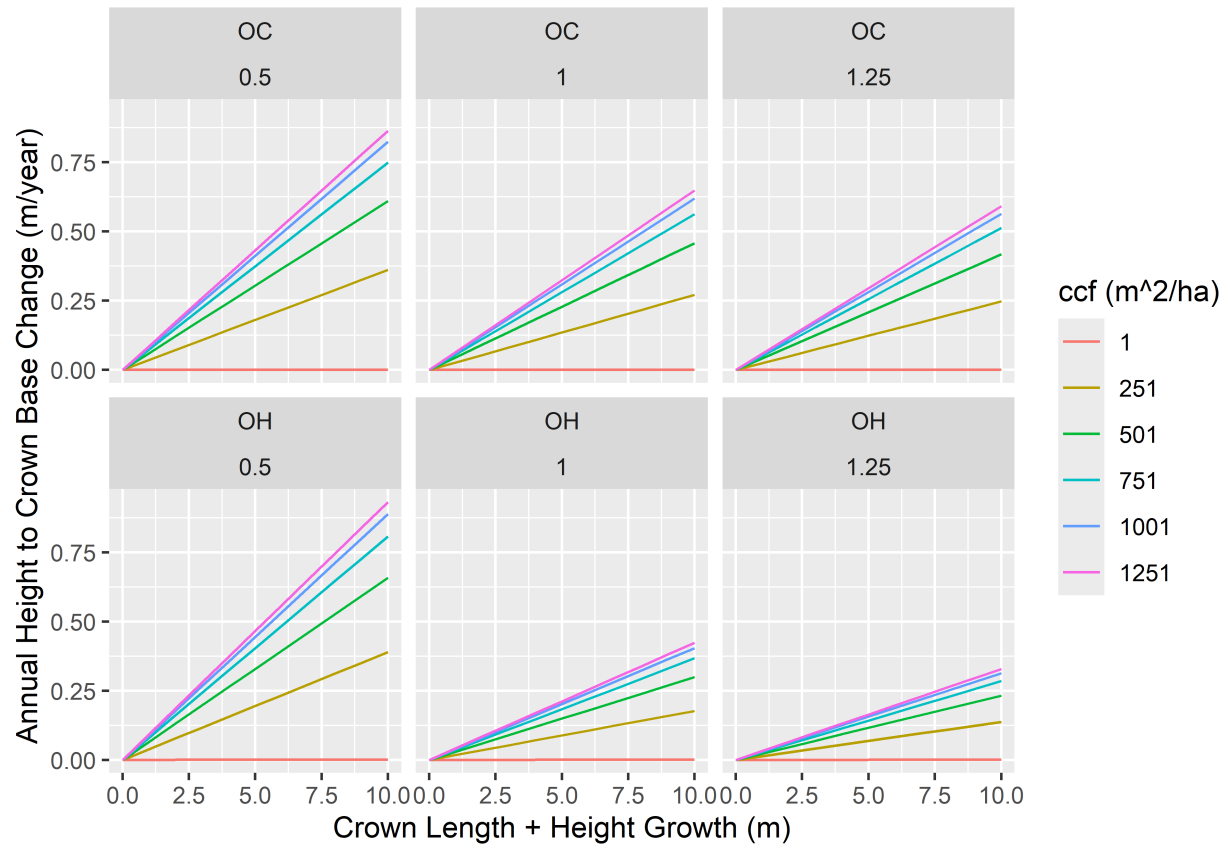 OC OC OC
0.5 1 1.25
Annual Height to Crown Base Change (m/year)
0.75
0.50
0.25
0.00
OH OH OH
0.5 1 1.25
0.75
0.50
0.25
0.00
0.0 2.5 5.0 7.5 10.0 0.0 2.5 5.0 7.5 10.0 0.0 2.5 5.0 7.5 10.0
Crown Length + Height Growth (m)
ccf (m^2/ha)
1
251
501
751
1001
1251